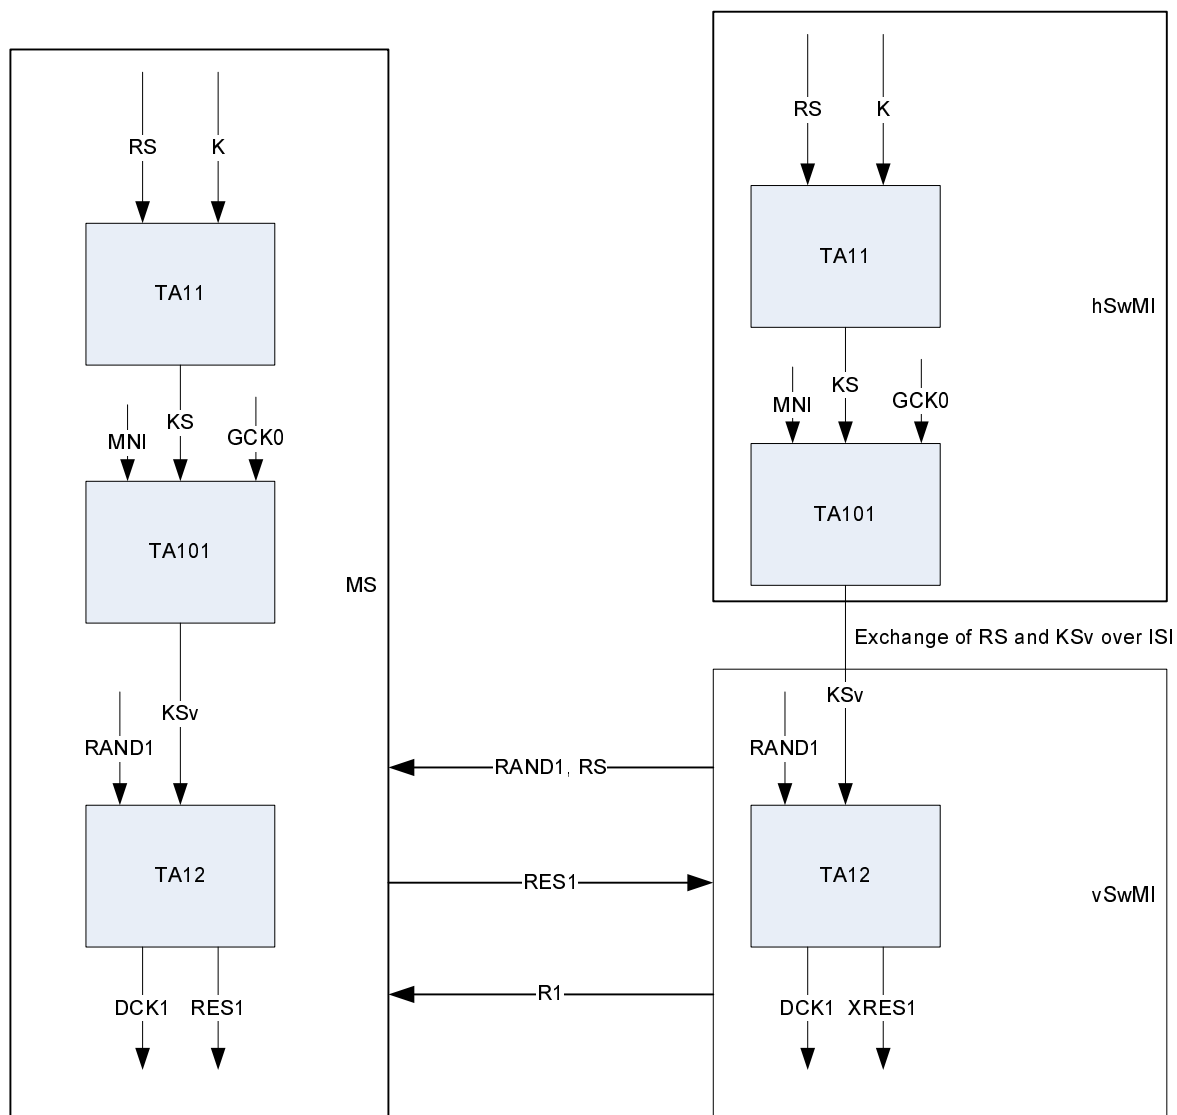 RS
K
TA11
KS
MNI
GCK0
TA101
MS
KSv
RAND1
TA12
DCK1
RES1
RS
K
TA11
hSwMI
KS
MNI
GCK0
TA101
Exchange of RS and KSv over ISI
KSv
RAND1
RAND1, RS
TA12
RES1
vSwMI
R1
DCK1
XRES1